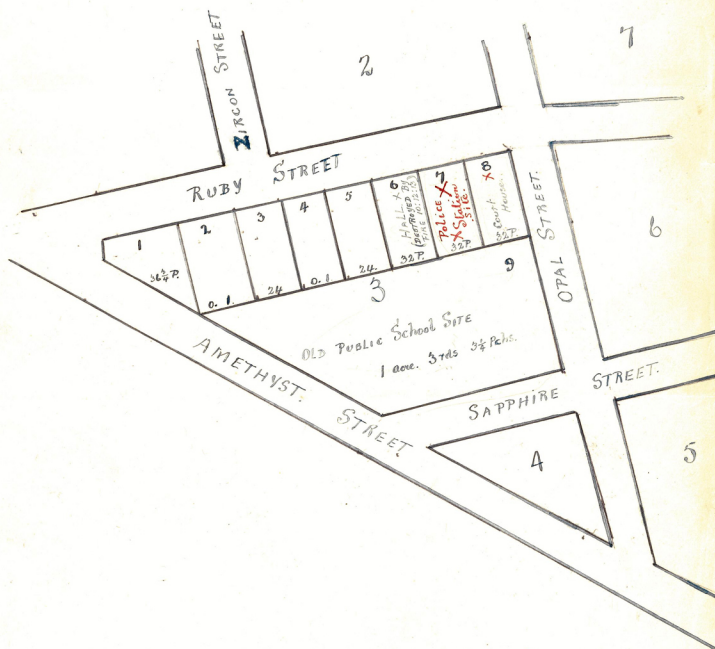 ZIRCON STREET
2
7
RUBY STREET
1
2
3
4
5
6
7
8
36¾ P.
0. 1.
24
0. 1
24.
HALL X
(DESTROYED BY
FIRE
32 P
POLICE X
X Station
Site.
32 P
X
Court
House
32 P
3
9
OPAL STREET.
6
OLD PUBLIC School SITE
1 acre. 3 rds 3¼ Pchs.
AMETHYST. STREET
SAPPHIRE STREET.
4
5